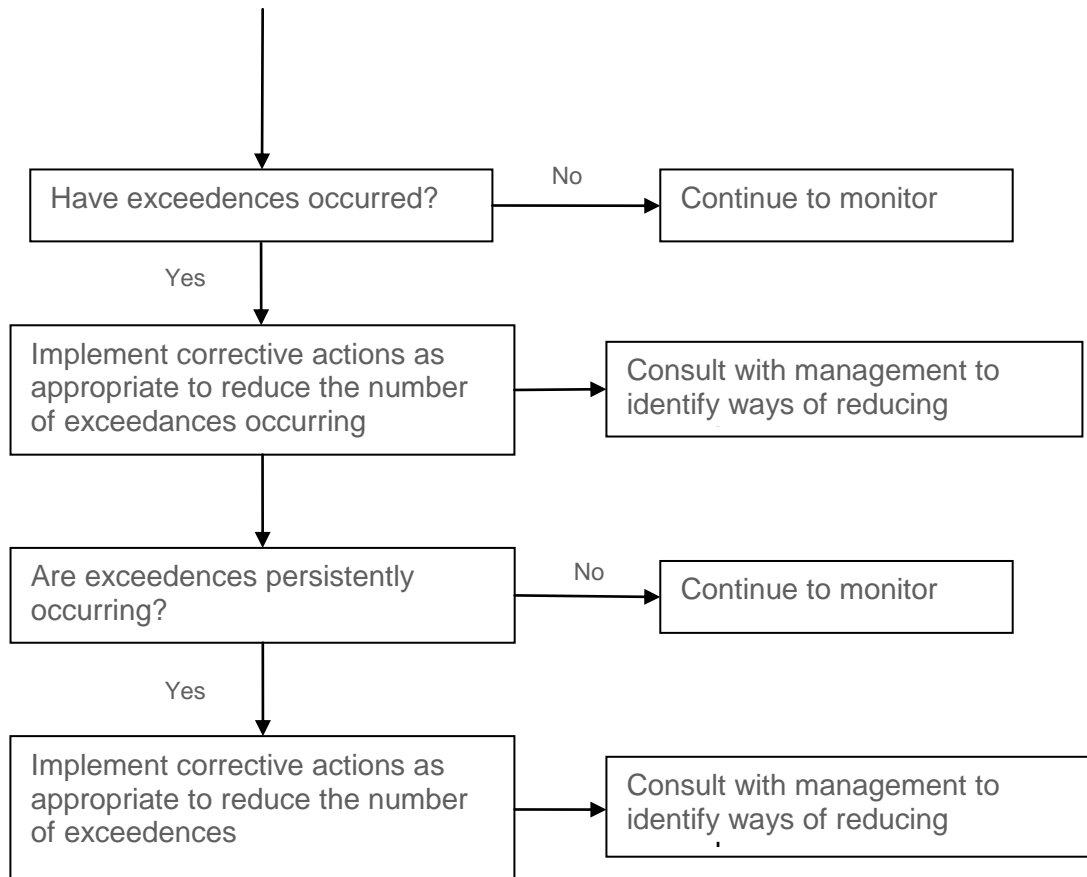 Have exceedences occurred?
No
Continue to monitor
Yes
Implement corrective actions as
appropriate to reduce the number
of exceedances occurring
Consult with management to
identify ways of reducing
Are exceedences persistently
occurring?
No
Continue to monitor
Yes
Implement corrective actions as
appropriate to reduce the number
of exceedences
Consult with management to
identify ways of reducing